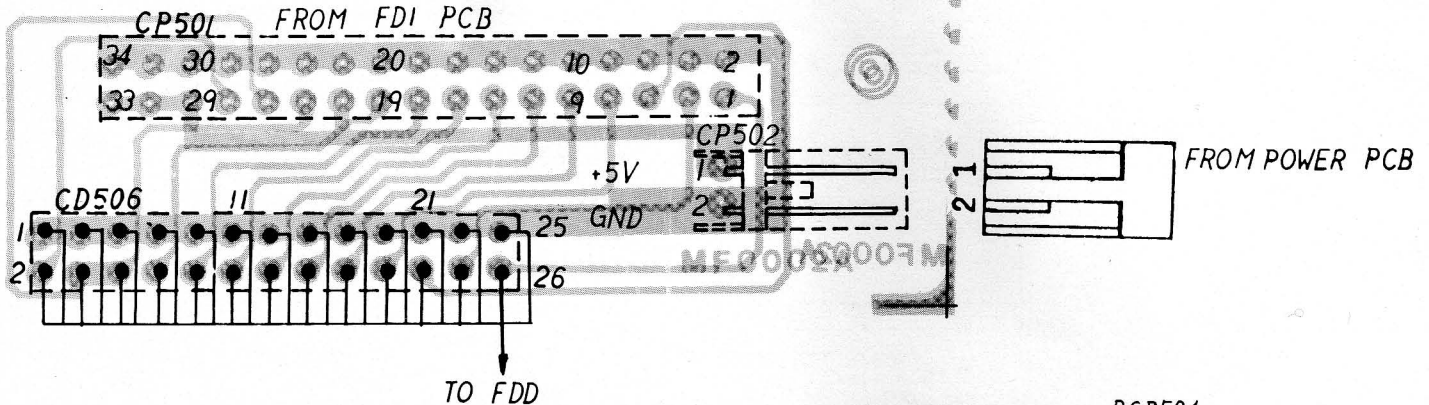 CP501 FROM FDI PCB
34 30 20 10 2
33 29 19 9 1
CP502
+5V 1
GND 2
1 2
FROM POWER PCB
CD506 11 21
1 25
2 26
MF0002A
TO FDD